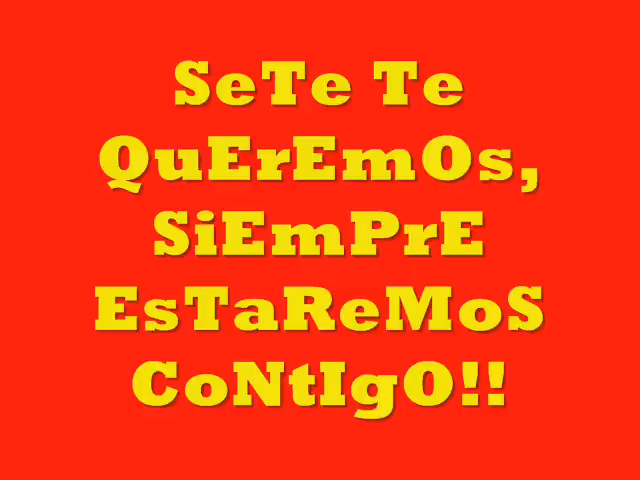 SeTe Te
QuErEmOs,
SiEmPrE
EsTaReMoS
CoNtIgO!!